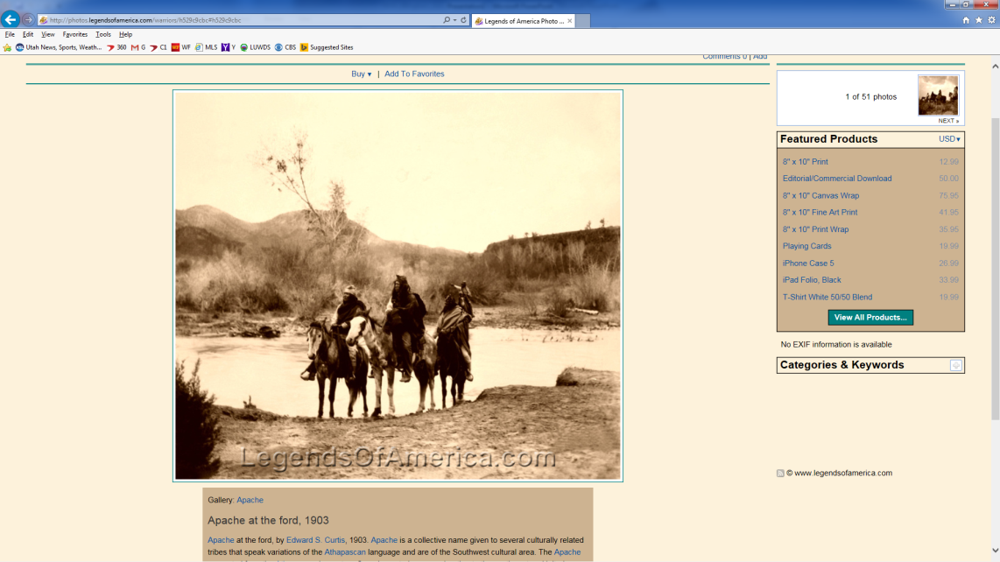 http://photos.legendsofamerica.com/warriors/h529c9cbc#h529c9cbc
Legends of America Photo ...
File Edit View Favorites Tools Help
Utah News, Sports, Weath... 360 G C1 WF MLS Y LUWDS CBS Suggested Sites
Comments 0 | Add
Buy ▾ | Add To Favorites
1 of 51 photos
NEXT »
Featured Products USD▾
8" x 10" Print 12.99
Editorial/Commercial Download 50.00
8" x 10" Canvas Wrap 75.95
8" x 10" Fine Art Print 41.95
8" x 10" Print Wrap 35.95
Playing Cards 19.99
iPhone Case 5 26.99
iPad Folio, Black 33.99
T-Shirt White 50/50 Blend 19.99
View All Products...
No EXIF information is available
Categories & Keywords
LegendsOfAmerica.com
© www.legendsofamerica.com
Gallery: Apache
Apache at the ford, 1903
Apache at the ford, by Edward S. Curtis, 1903. Apache is a collective name given to several culturally related
tribes that speak variations of the Athapascan language and are of the Southwest cultural area. The Apache